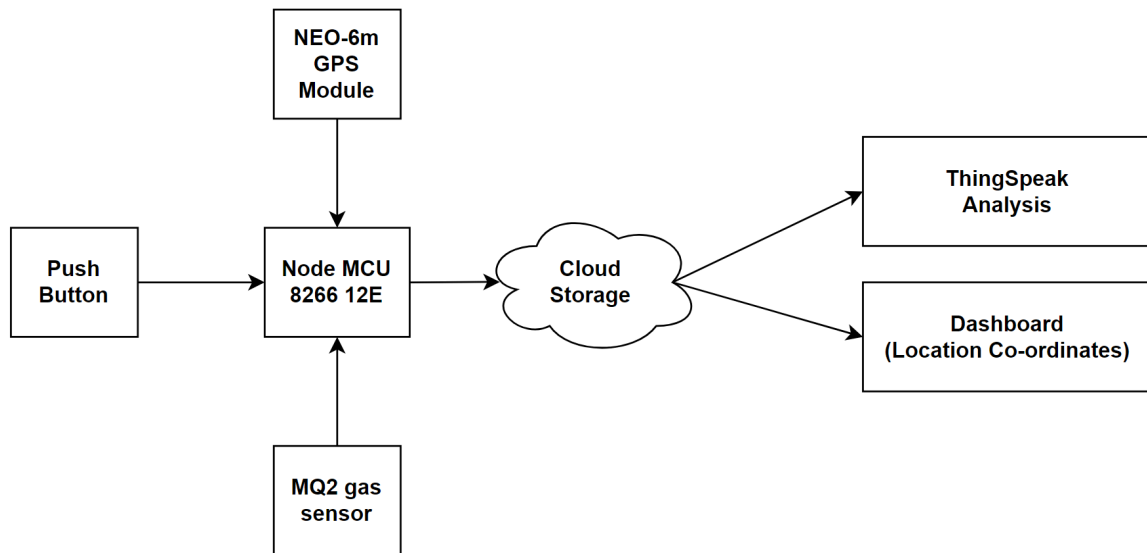 NEO-6m
GPS
Module
Push
Button
Node MCU
8266 12E
Cloud
Storage
ThingSpeak
Analysis
Dashboard
(Location Co-ordinates)
MQ2 gas
sensor